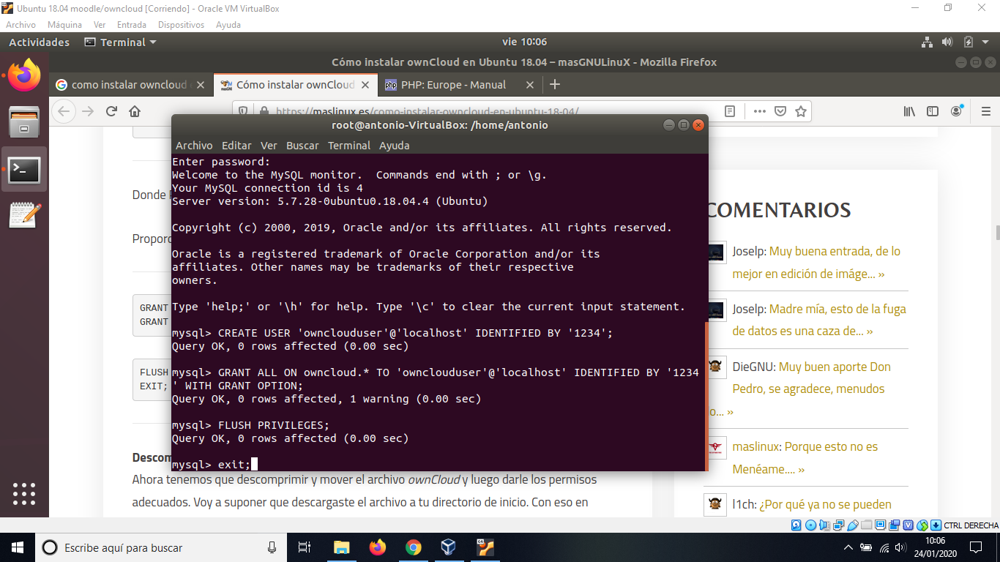 Ubuntu 18.04 moodle/owncloud [Corriendo] - Oracle VM VirtualBox
Archivo Máquina Ver Entrada Dispositivos Ayuda
Actividades Terminal vie 10:06
Cómo instalar ownCloud en Ubuntu 18.04 – masGNULinuX - Mozilla Firefox
como instalar owncloud Cómo instalar ownCloud PHP: Europe - Manual
https://maslinux.es/como-instalar-owncloud-en-ubuntu-18-04/
root@antonio-VirtualBox: /home/antonio
Archivo Editar Ver Buscar Terminal Ayuda
Enter password:
Welcome to the MySQL monitor.  Commands end with ; or \g.
Your MySQL connection id is 4
Server version: 5.7.28-0ubuntu0.18.04.4 (Ubuntu)
Copyright (c) 2000, 2019, Oracle and/or its affiliates. All rights reserved.
Oracle is a registered trademark of Oracle Corporation and/or its
affiliates. Other names may be trademarks of their respective
owners.
Type 'help;' or '\h' for help. Type '\c' to clear the current input statement.
mysql> CREATE USER 'ownclouduser'@'localhost' IDENTIFIED BY '1234';
Query OK, 0 rows affected (0.00 sec)
mysql> GRANT ALL ON owncloud.* TO 'ownclouduser'@'localhost' IDENTIFIED BY '1234
' WITH GRANT OPTION;
Query OK, 0 rows affected, 1 warning (0.00 sec)
mysql> FLUSH PRIVILEGES;
Query OK, 0 rows affected (0.00 sec)
mysql> exit;
Donde
Propor
GRANT
GRANT
FLUSH
EXIT;
Descom
Ahora tenemos que descomprimir y mover el archivo ownCloud y luego darle los permisos
adecuados. Voy a suponer que descargaste el archivo a tu directorio de inicio. Con eso en
COMENTARIOS
Joselp: Muy buena entrada, de lo
mejor en edición de imáge... »
Joselp: Madre mía, esto de la fuga
de datos es una caza de... »
DieGNU: Muy buen aporte Don
Pedro, se agradece, menudos
o... »
maslinux: Porque esto no es
Menéame.... »
l1ch: ¿Por qué ya no se pueden
CTRL DERECHA
Escribe aquí para buscar
10:06
24/01/2020